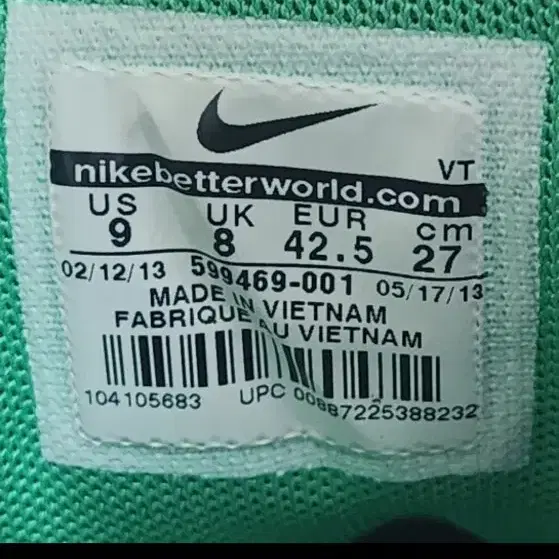 VT
nikebetterworld.com
US UK EUR cm
9 8 42.5 27
02/12/13 599469-001 05/17/13
MADE IN VIETNAM
FABRIQUE AU VIETNAM
104105683 UPC 00887225388232